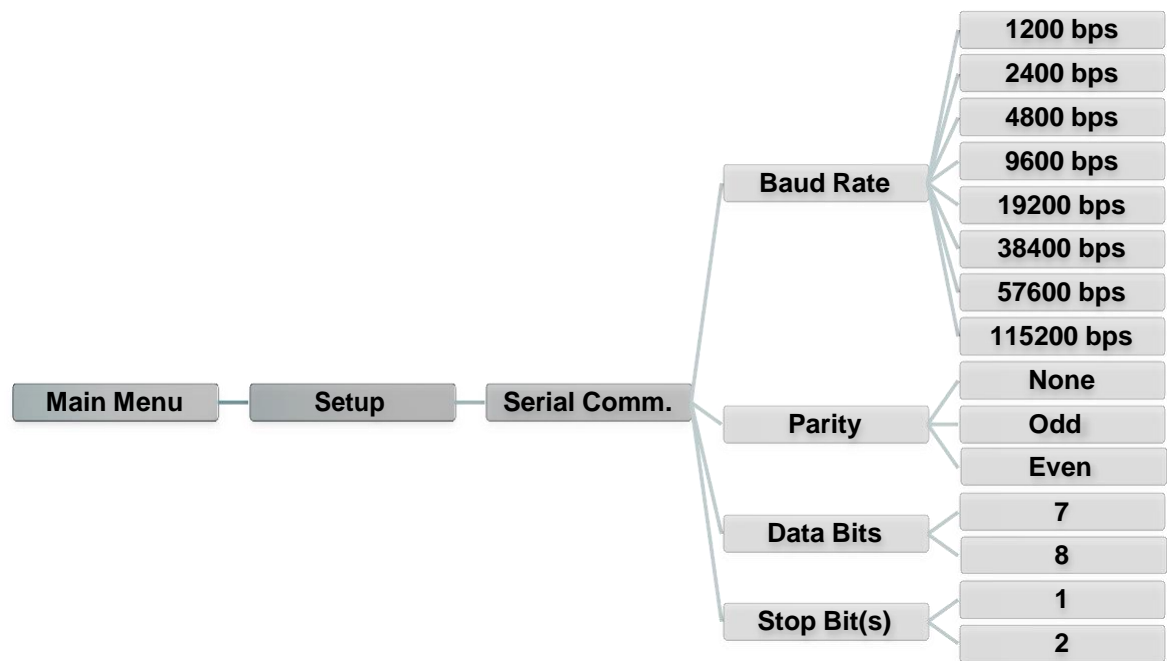 Main Menu
Setup
Serial Comm.
Baud Rate
1200 bps
2400 bps
4800 bps
9600 bps
19200 bps
38400 bps
57600 bps
115200 bps
Parity
None
Odd
Even
Data Bits
7
8
Stop Bit(s)
1
2